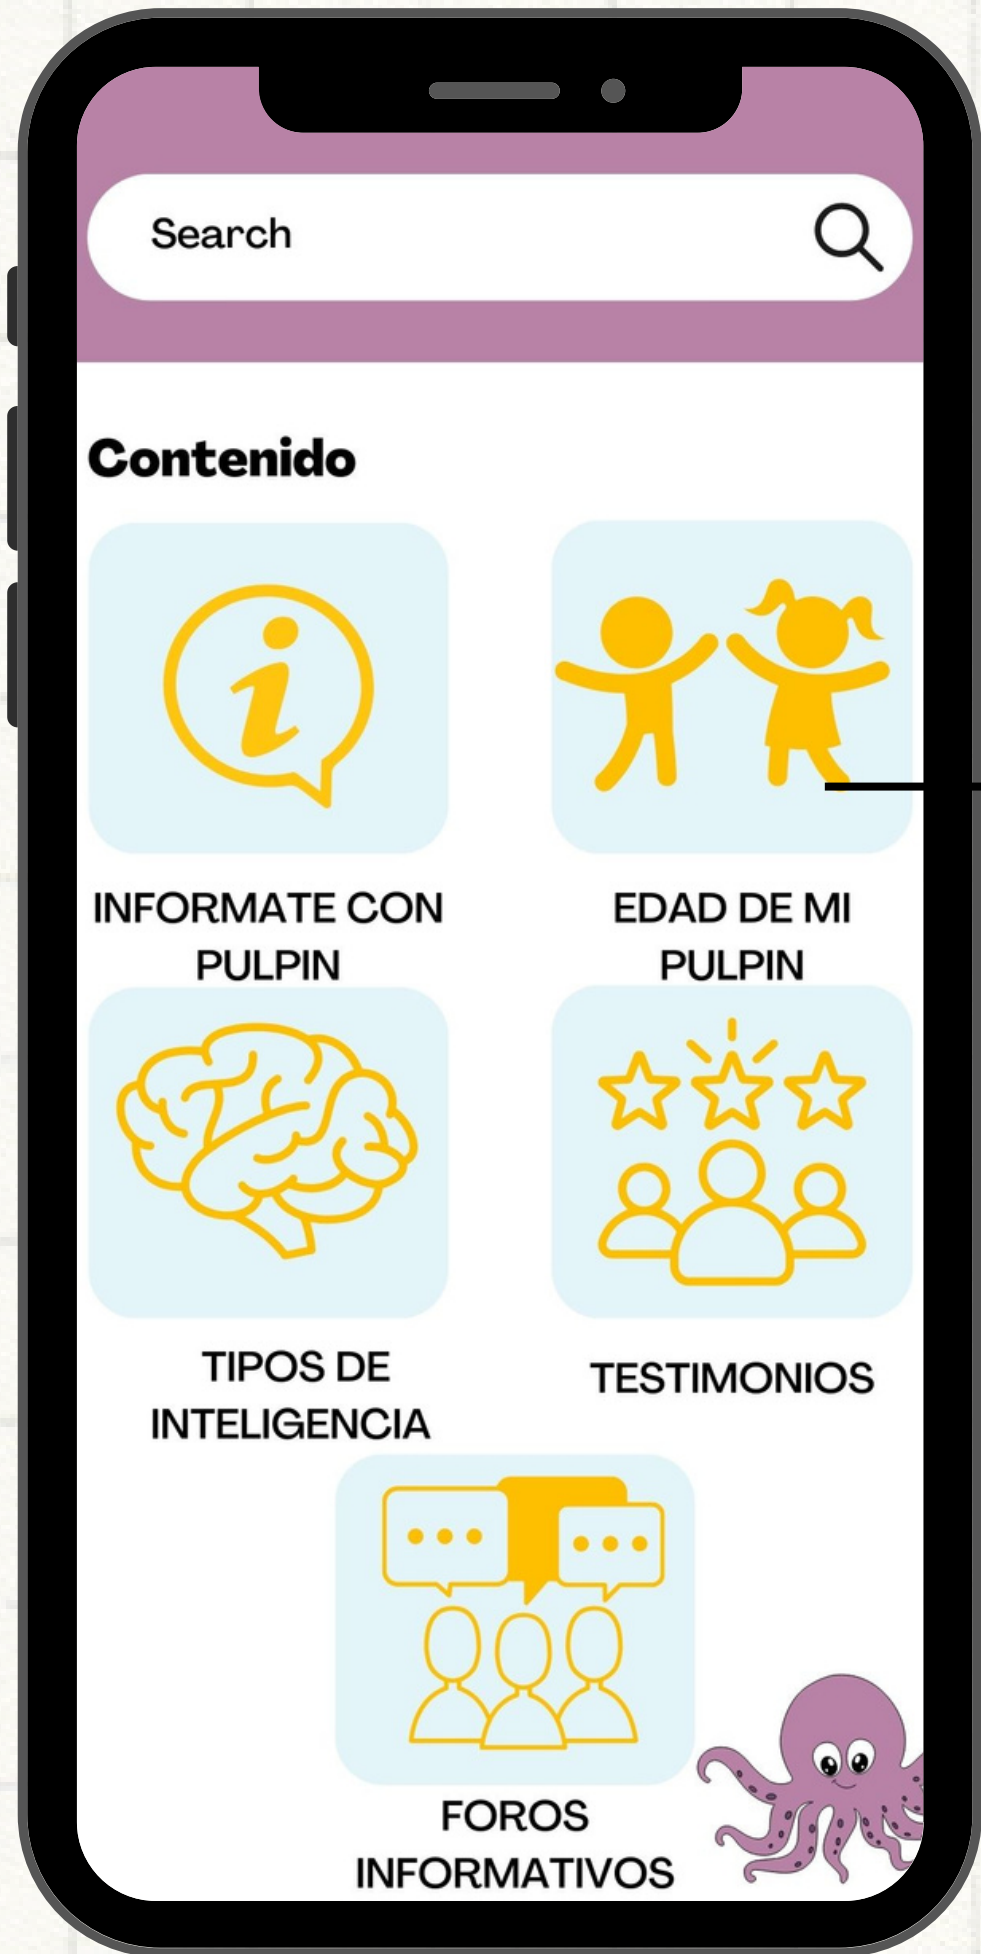 Search
Contenido
INFORMATE CON
PULPIN
EDAD DE MI
PULPIN
TIPOS DE
INTELIGENCIA
TESTIMONIOS
FOROS
INFORMATIVOS